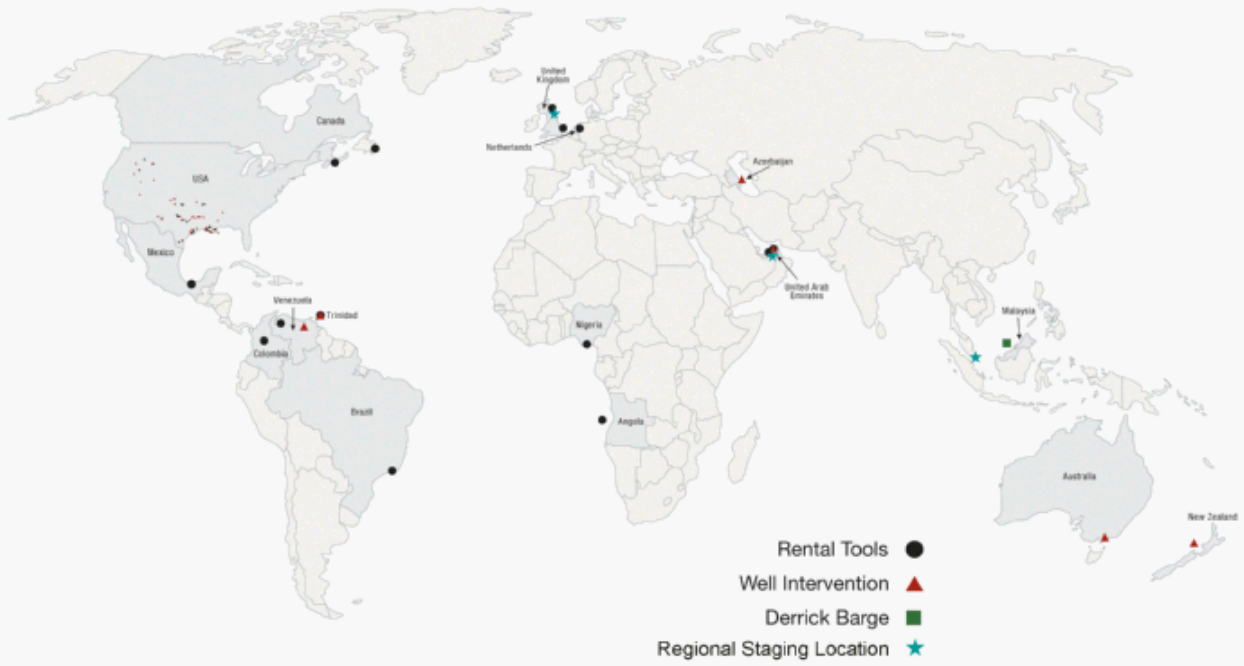 United
Kingdom
Canada
Netherlands
Azerbaijan
USA
Mexico
United Arab
Emirates
Venezuela
Trinidad
Malaysia
Nigeria
Colombia
Brazil
Angola
Australia
New Zealand
Rental Tools
Well Intervention
Derrick Barge
Regional Staging Location